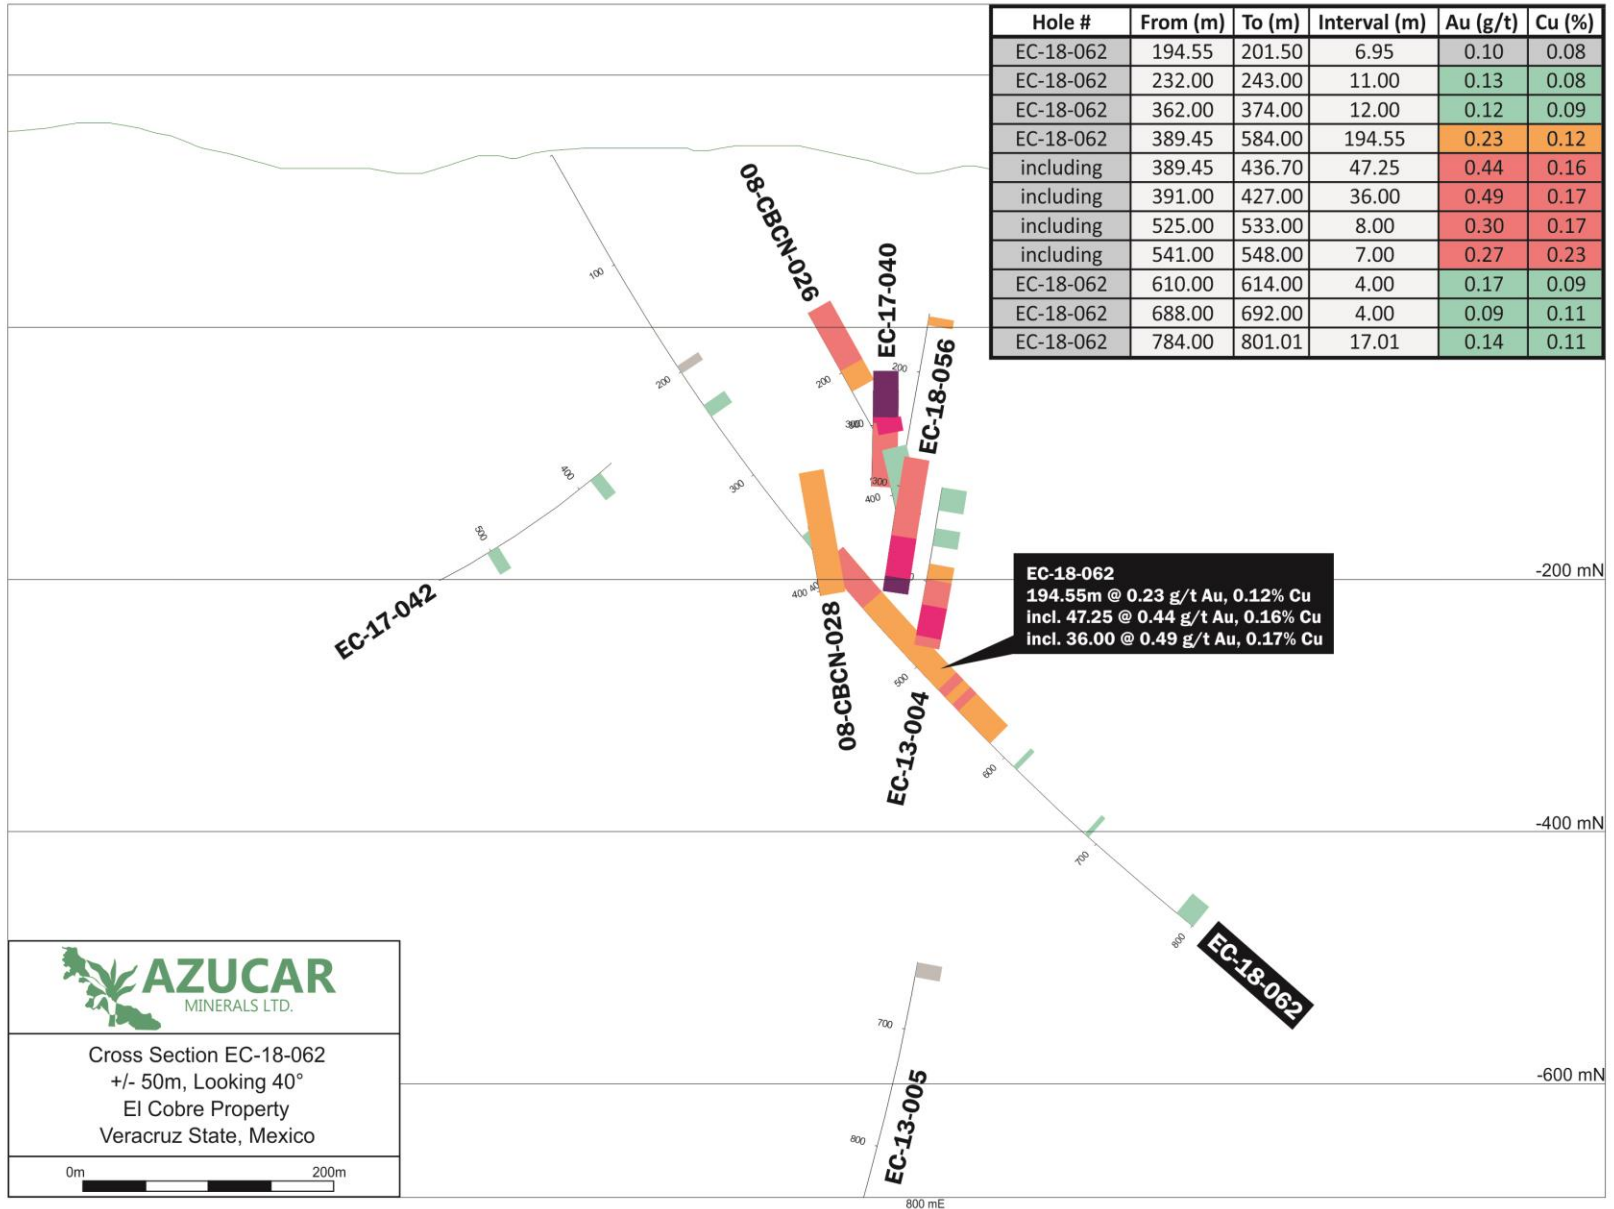 Hole # From (m) To (m) Interval (m) Au (g/t) Cu (%)
EC-18-062 194.55 201.50 6.95 0.10 0.08
EC-18-062 232.00 243.00 11.00 0.13 0.08
EC-18-062 362.00 374.00 12.00 0.12 0.09
EC-18-062 389.45 584.00 194.55 0.23 0.12
including 389.45 436.70 47.25 0.44 0.16
including 391.00 427.00 36.00 0.49 0.17
including 525.00 533.00 8.00 0.30 0.17
including 541.00 548.00 7.00 0.27 0.23
EC-18-062 610.00 614.00 4.00 0.17 0.09
EC-18-062 688.00 692.00 4.00 0.09 0.11
EC-18-062 784.00 801.01 17.01 0.14 0.11
08-CBCN-026
EC-17-040
EC-18-056
100
200
200
200
300
300
400
400
500
400
500
600
700
800
EC-17-042
08-CBCN-028
EC-13-004
-200 mN
EC-18-062
194.55m @ 0.23 g/t Au, 0.12% Cu
incl. 47.25 @ 0.44 g/t Au, 0.16% Cu
incl. 36.00 @ 0.49 g/t Au, 0.17% Cu
-400 mN
EC-18-062
700
-600 mN
EC-13-005
800
800 mE
AZUCAR
MINERALS LTD.
Cross Section EC-18-062
+/- 50m, Looking 40°
El Cobre Property
Veracruz State, Mexico
0m 200m